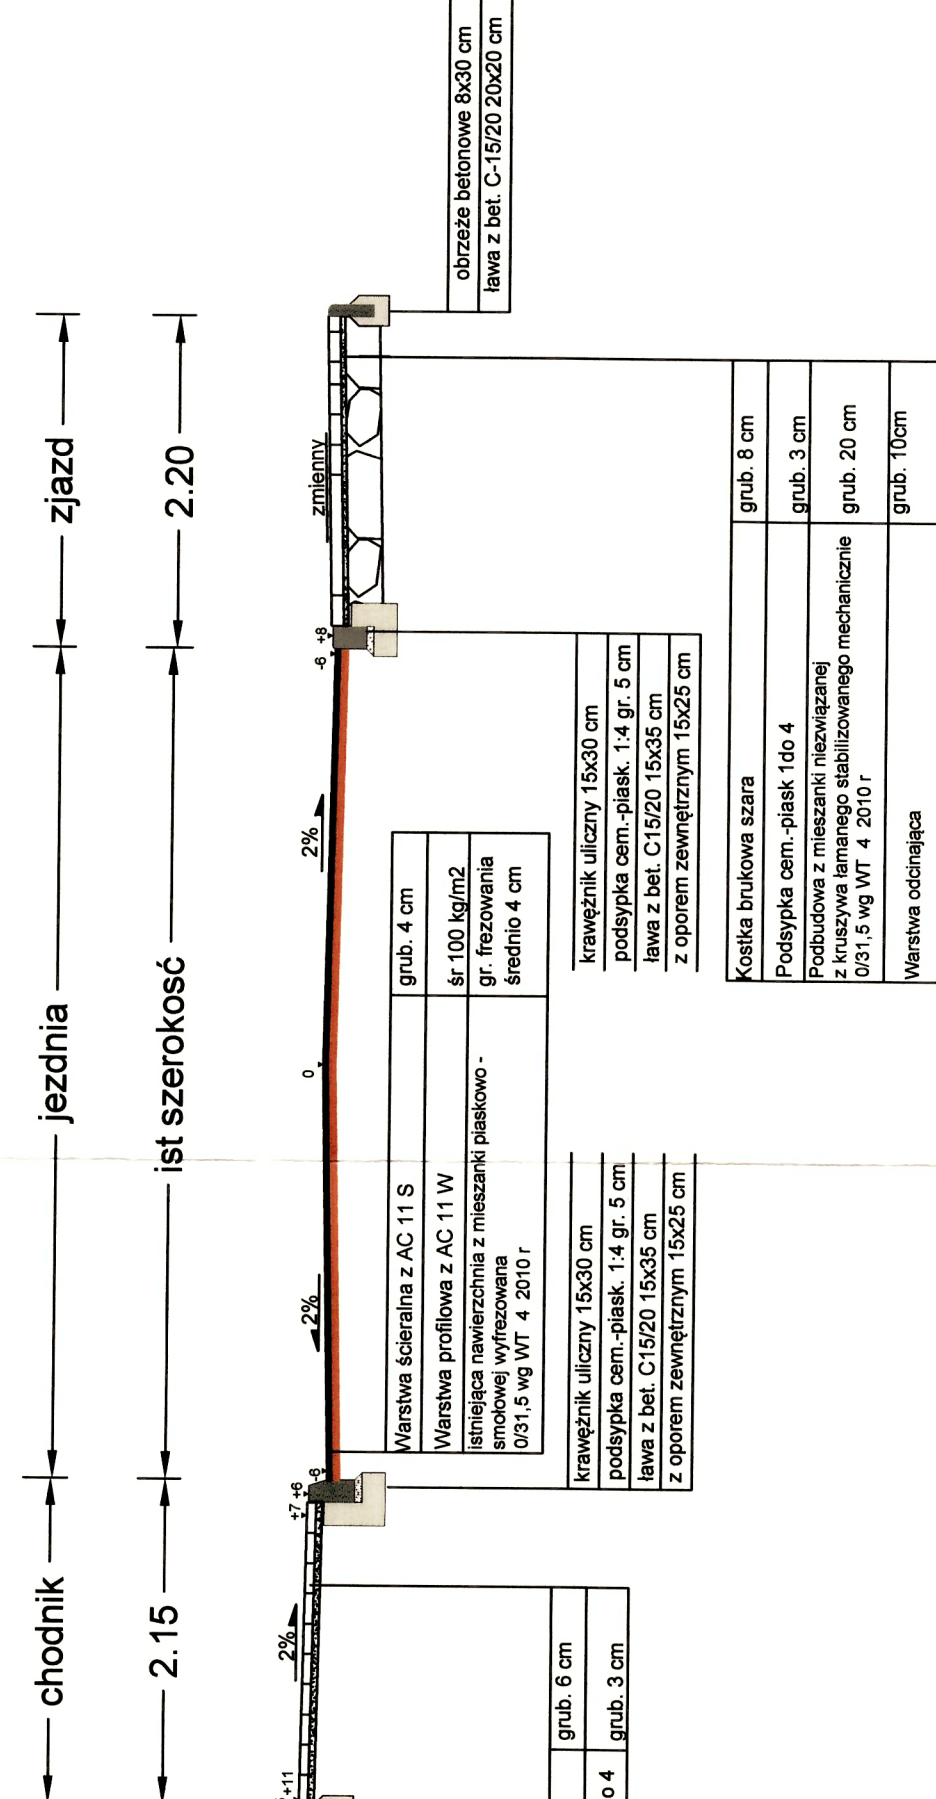 chodnik
jezdnia
zjazd
2.15
ist szerokość
2.20
+11
2%
+7
+6
-6
2%
0
2%
-6
+8
zmienny
obrzeże betonowe 8x30 cm
ława z bet. C-15/20 20x20 cm
Warstwa ścieralna z AC 11 S grub. 4 cm
Warstwa profilowa z AC 11 W śr 100 kg/m2
istniejąca nawierzchnia z mieszanki piaskowo - gr. frezowania
smołowej wyfrezowana średnio 4 cm
0/31,5 wg WT 4 2010 r
grub. 6 cm
o 4 grub. 3 cm
krawężnik uliczny 15x30 cm
podsypka cem.-piask. 1:4 gr. 5 cm
ława z bet. C15/20 15x35 cm
z oporem zewnętrznym 15x25 cm
krawężnik uliczny 15x30 cm
podsypka cem.-piask. 1:4 gr. 5 cm
ława z bet. C15/20 15x35 cm
z oporem zewnętrznym 15x25 cm
Kostka brukowa szara grub. 8 cm
Podsypka cem.-piask 1do 4 grub. 3 cm
Podbudowa z mieszanki niezwiązanej
z kruszywa łamanego stabilizowanego mechanicznie grub. 20 cm
0/31,5 wg WT 4 2010 r
Warstwa odcinająca grub. 10cm